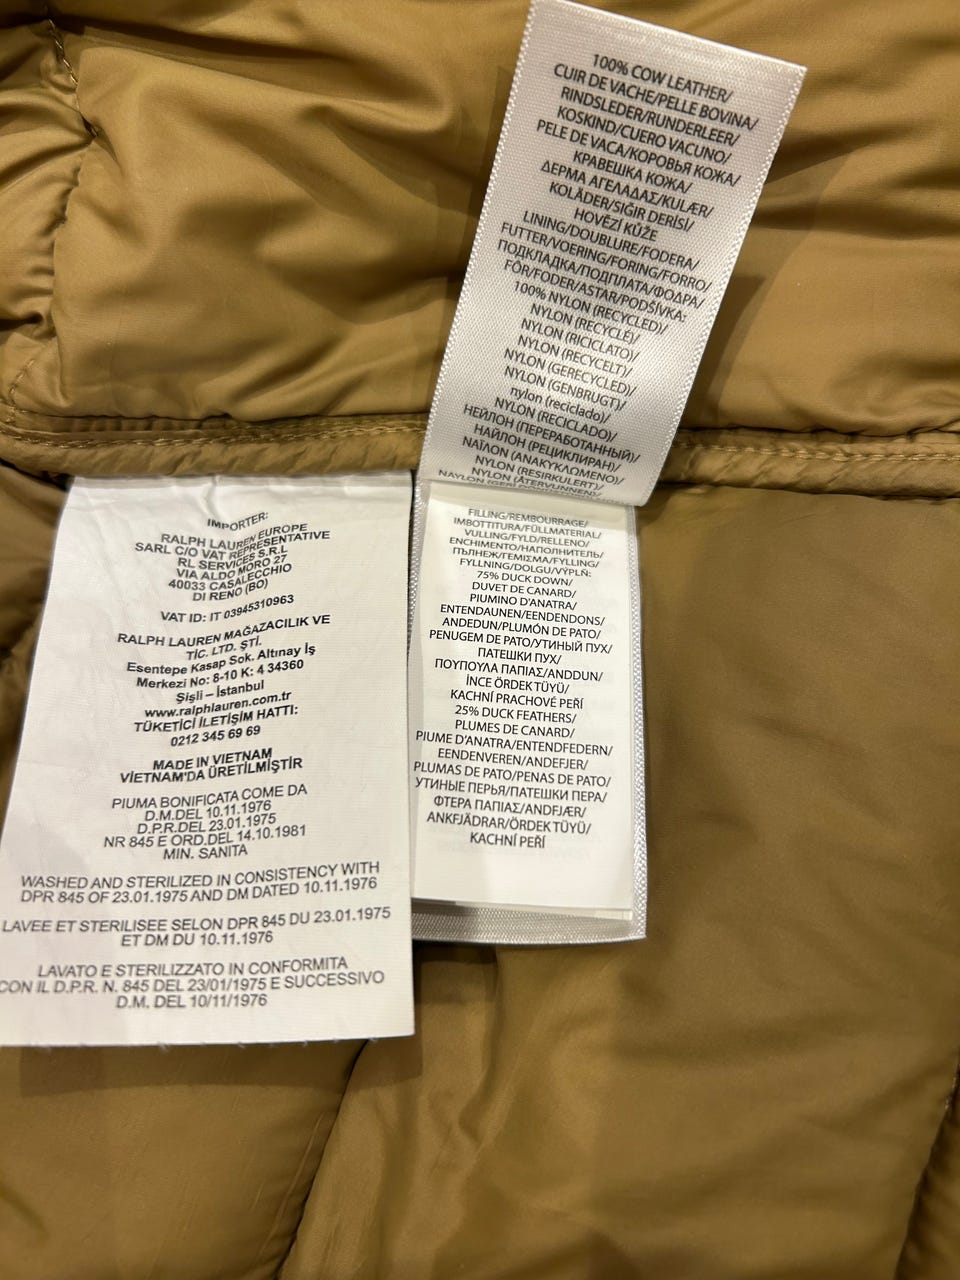 100% COW LEATHER/
CUIR DE VACHE/PELLE BOVINA/
RINDSLEDER/RUNDERLEER/
KOSKIND/CUERO VACUNO/
PELE DE VACA/КОРОВЬЯ КОЖА/
КРАВЕШКА КОЖА/
ΔΕΡΜΑ ΑΓΕΛΑΔΑΣ/KULÆR/
KOLÄDER/SIĞIR DERİSİ/
HOVĚZÍ KŮŽE
LINING/DOUBLURE/FODERA/
FUTTER/VOERING/FORING/FORRO/
ПОДКЛАДКА/ПОДПЛАТА/ΦΟΔΡΑ/
FÔR/FODER/ASTAR/PODŠÍVKA:
100% NYLON (RECYCLED)/
NYLON (RECYCLÉ)/
NYLON (RICICLATO)/
NYLON (RECYCELT)/
NYLON (GERECYCLED)/
NYLON (GENBRUGT)/
nylon (reciclado)/
NYLON (RECICLADO)/
НЕЙЛОН (ПЕРЕРАБОТАННЫЙ)/
НАЙЛОН (РЕЦИКЛИРАН)/
ΝΑΪΛΟΝ (ΑΝΑΚΥΚΛΩΜΕΝΟ)/
NYLON (RESIRKULERT)/
NYLON (ÅTERVUNNEN)/
FILLING/REMBOURRAGE/
IMBOTTITURA/FÜLLMATERIAL/
VULLING/FYLD/RELLENO/
ENCHIMENTO/НАПОЛНИТЕЛЬ/
ПЪЛНЕЖ/ΓΕΜΙΣΜΑ/FYLLING/
FYLLNING/DOLGU/VÝPLŇ:
75% DUCK DOWN/
DUVET DE CANARD/
PIUMINO D'ANATRA/
ENTENDAUNEN/EENDENDONS/
ANDEDUN/PLUMÓN DE PATO/
PENUGEM DE PATO/УТИНЫЙ ПУХ/
ПАТЕШКИ ПУХ/
ΠΟΥΠΟΥΛΑ ΠΑΠΙΑΣ/ANDDUN/
İNCE ÖRDEK TÜYÜ/
KACHNÍ PRACHOVÉ PEŘÍ
25% DUCK FEATHERS/
PLUMES DE CANARD/
PIUME D'ANATRA/ENTENDFEDERN/
EENDENVEREN/ANDEFJER/
PLUMAS DE PATO/PENAS DE PATO/
УТИНЫЕ ПЕРЬЯ/ПАТЕШКИ ПЕРА/
ΦΤΕΡΑ ΠΑΠΙΑΣ/ANDFJÆR/
ANKFJÄDRAR/ÖRDEK TÜYÜ/
KACHNÍ PEŘÍ
IMPORTER:
RALPH LAUREN EUROPE
SARL C/O VAT REPRESENTATIVE
RL SERVICES S.R.L
VIA ALDO MORO 27
40033 CASALECCHIO
DI RENO (BO)
VAT ID: IT 03945310963
RALPH LAUREN MAĞAZACILIK VE
TİC. LTD. ŞTİ.
Esentepe Kasap Sok. Altınay İş
Merkezi No: 8-10 K: 4 34360
Şişli – İstanbul
www.ralphlauren.com.tr
TÜKETİCİ İLETİŞİM HATTI:
0212 345 69 69
MADE IN VIETNAM
VİETNAM'DA ÜRETİLMİŞTİR
PIUMA BONIFICATA COME DA
D.M.DEL 10.11.1976
D.P.R.DEL 23.01.1975
NR 845 E ORD.DEL 14.10.1981
MIN. SANITA
WASHED AND STERILIZED IN CONSISTENCY WITH
DPR 845 OF 23.01.1975 AND DM DATED 10.11.1976
LAVEE ET STERILISEE SELON DPR 845 DU 23.01.1975
ET DM DU 10.11.1976
LAVATO E STERILIZZATO IN CONFORMITA
CON IL D.P.R. N. 845 DEL 23/01/1975 E SUCCESSIVO
D.M. DEL 10/11/1976